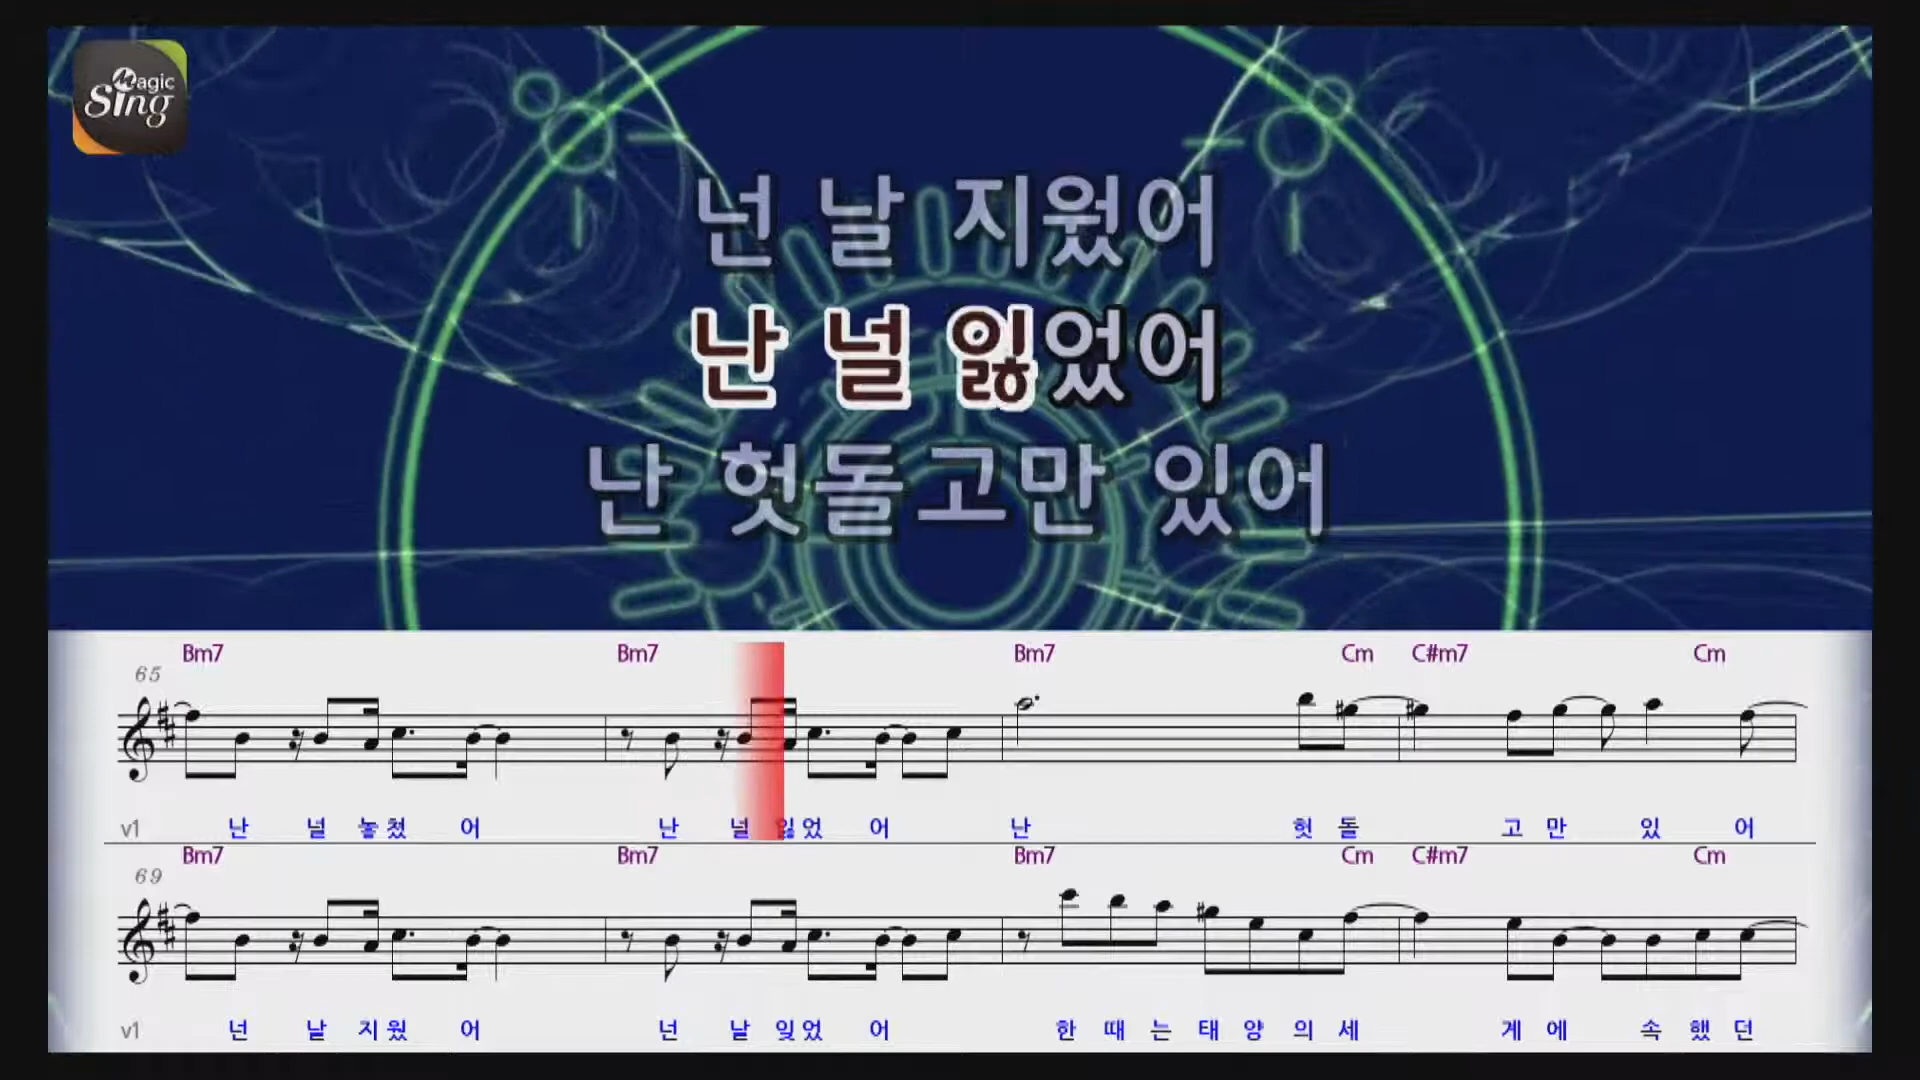 Magic
Sing
넌 날 지웠어
난 널 잃었어
난 헛돌고만 있어
Bm7 Bm7 Bm7 Cm C#m7 Cm
65
v1 난 널 놓쳤 어 난 널 잃었 어 난 헛 돌 고 만 있 어
Bm7 Bm7 Bm7 Cm C#m7 Cm
69
v1 넌 날 지웠 어 넌 날 잊었 어 한 때 는 태 양 의 세 계 에 속 했 던